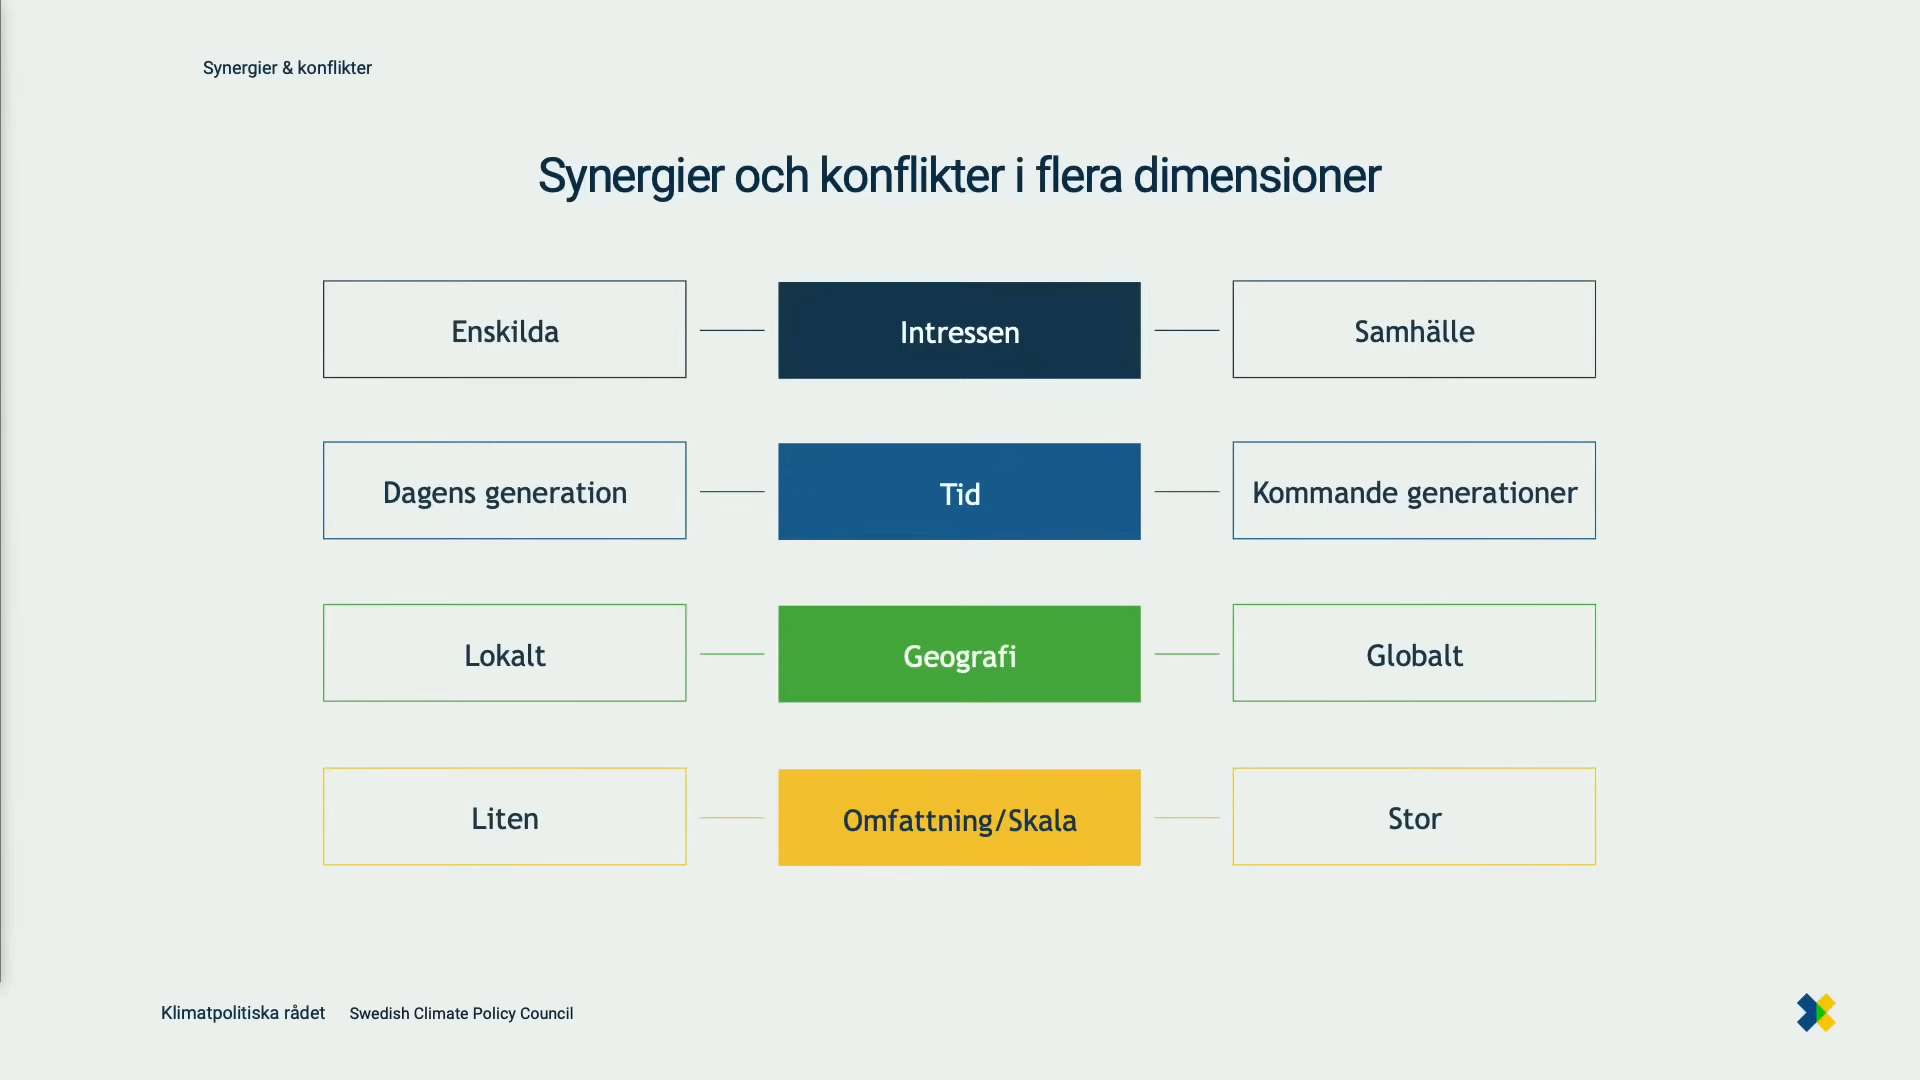 Synergier & konflikter
Synergier och konflikter i flera dimensioner
Enskilda
Intressen
Samhälle
Dagens generation
Tid
Kommande generationer
Lokalt
Geografi
Globalt
Liten
Omfattning/Skala
Stor
Klimatpolitiska rådet Swedish Climate Policy Council